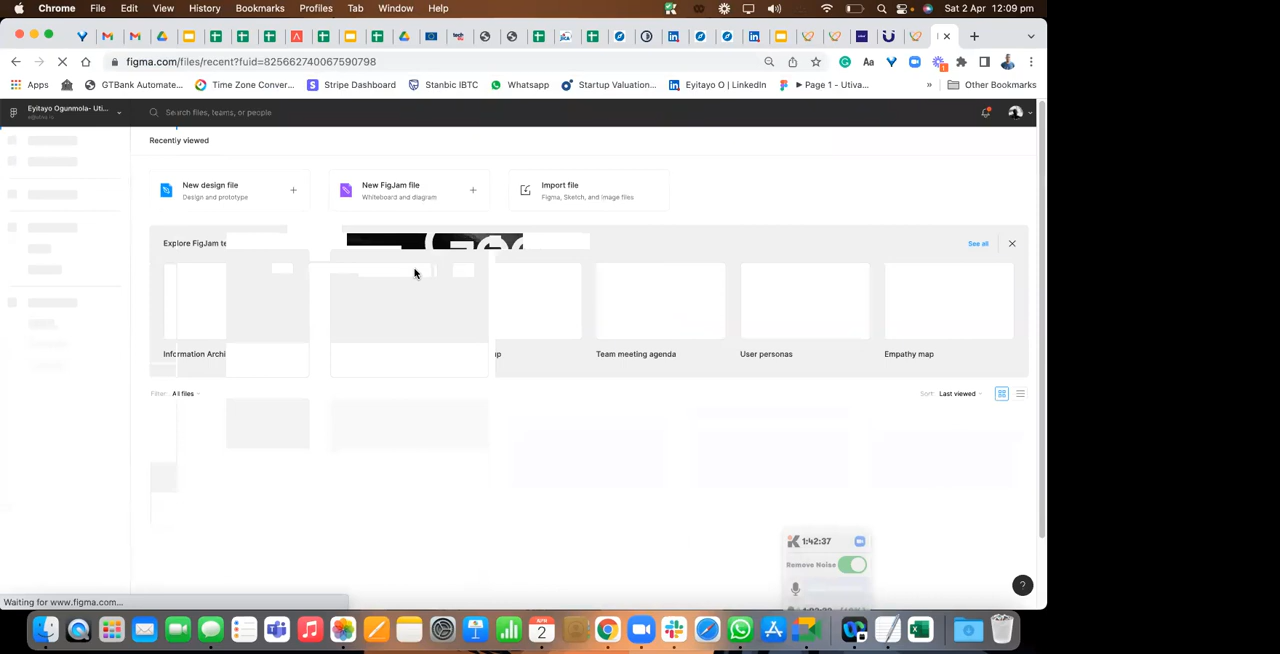 Chrome File Edit View History Bookmarks Profiles Tab Window Help Sat 2 Apr 12:09 pm
figma.com/files/recent?fuid=825662740067590798
Apps GTBank Automate... Time Zone Conver... Stripe Dashboard Stanbic IBTC Whatsapp Startup Valuation... Eyitayo O | LinkedIn ▸ Page 1 - Utiva... » Other Bookmarks
Eyitayo Ogunmola- Uti...
Search files, teams, or people
Recently viewed
New design file
Design and prototype
New FigJam file
Whiteboard and diagram
Import file
Figma, Sketch, and image files
Explore FigJam te
See all
Information Archi
Team meeting agenda
User personas
Empathy map
Filter: All files
Sort: Last viewed
1:42:37
Remove Noise
Waiting for www.figma.com...
?
APR
2